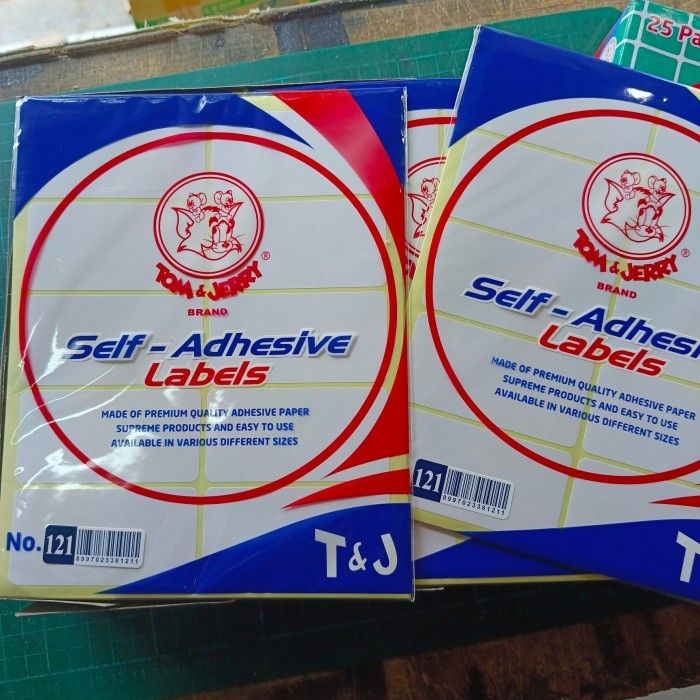 25 Pa
TOM & JERRY ®
BRAND
Self - Adhesive
Labels
MADE OF PREMIUM QUALITY ADHESIVE PAPER
SUPREME PRODUCTS AND EASY TO USE
AVAILABLE IN VARIOUS DIFFERENT SIZES
No. 121
8997023381211
T & J
TOM & JERRY ®
BRAND
Self - Adhesi
Labels
MADE OF PREMIUM QUALITY ADHESIVE PAPER
SUPREME PRODUCTS AND EASY TO USE
AVAILABLE IN VARIOUS DIFFERENT SIZES
121
8997023381211
T